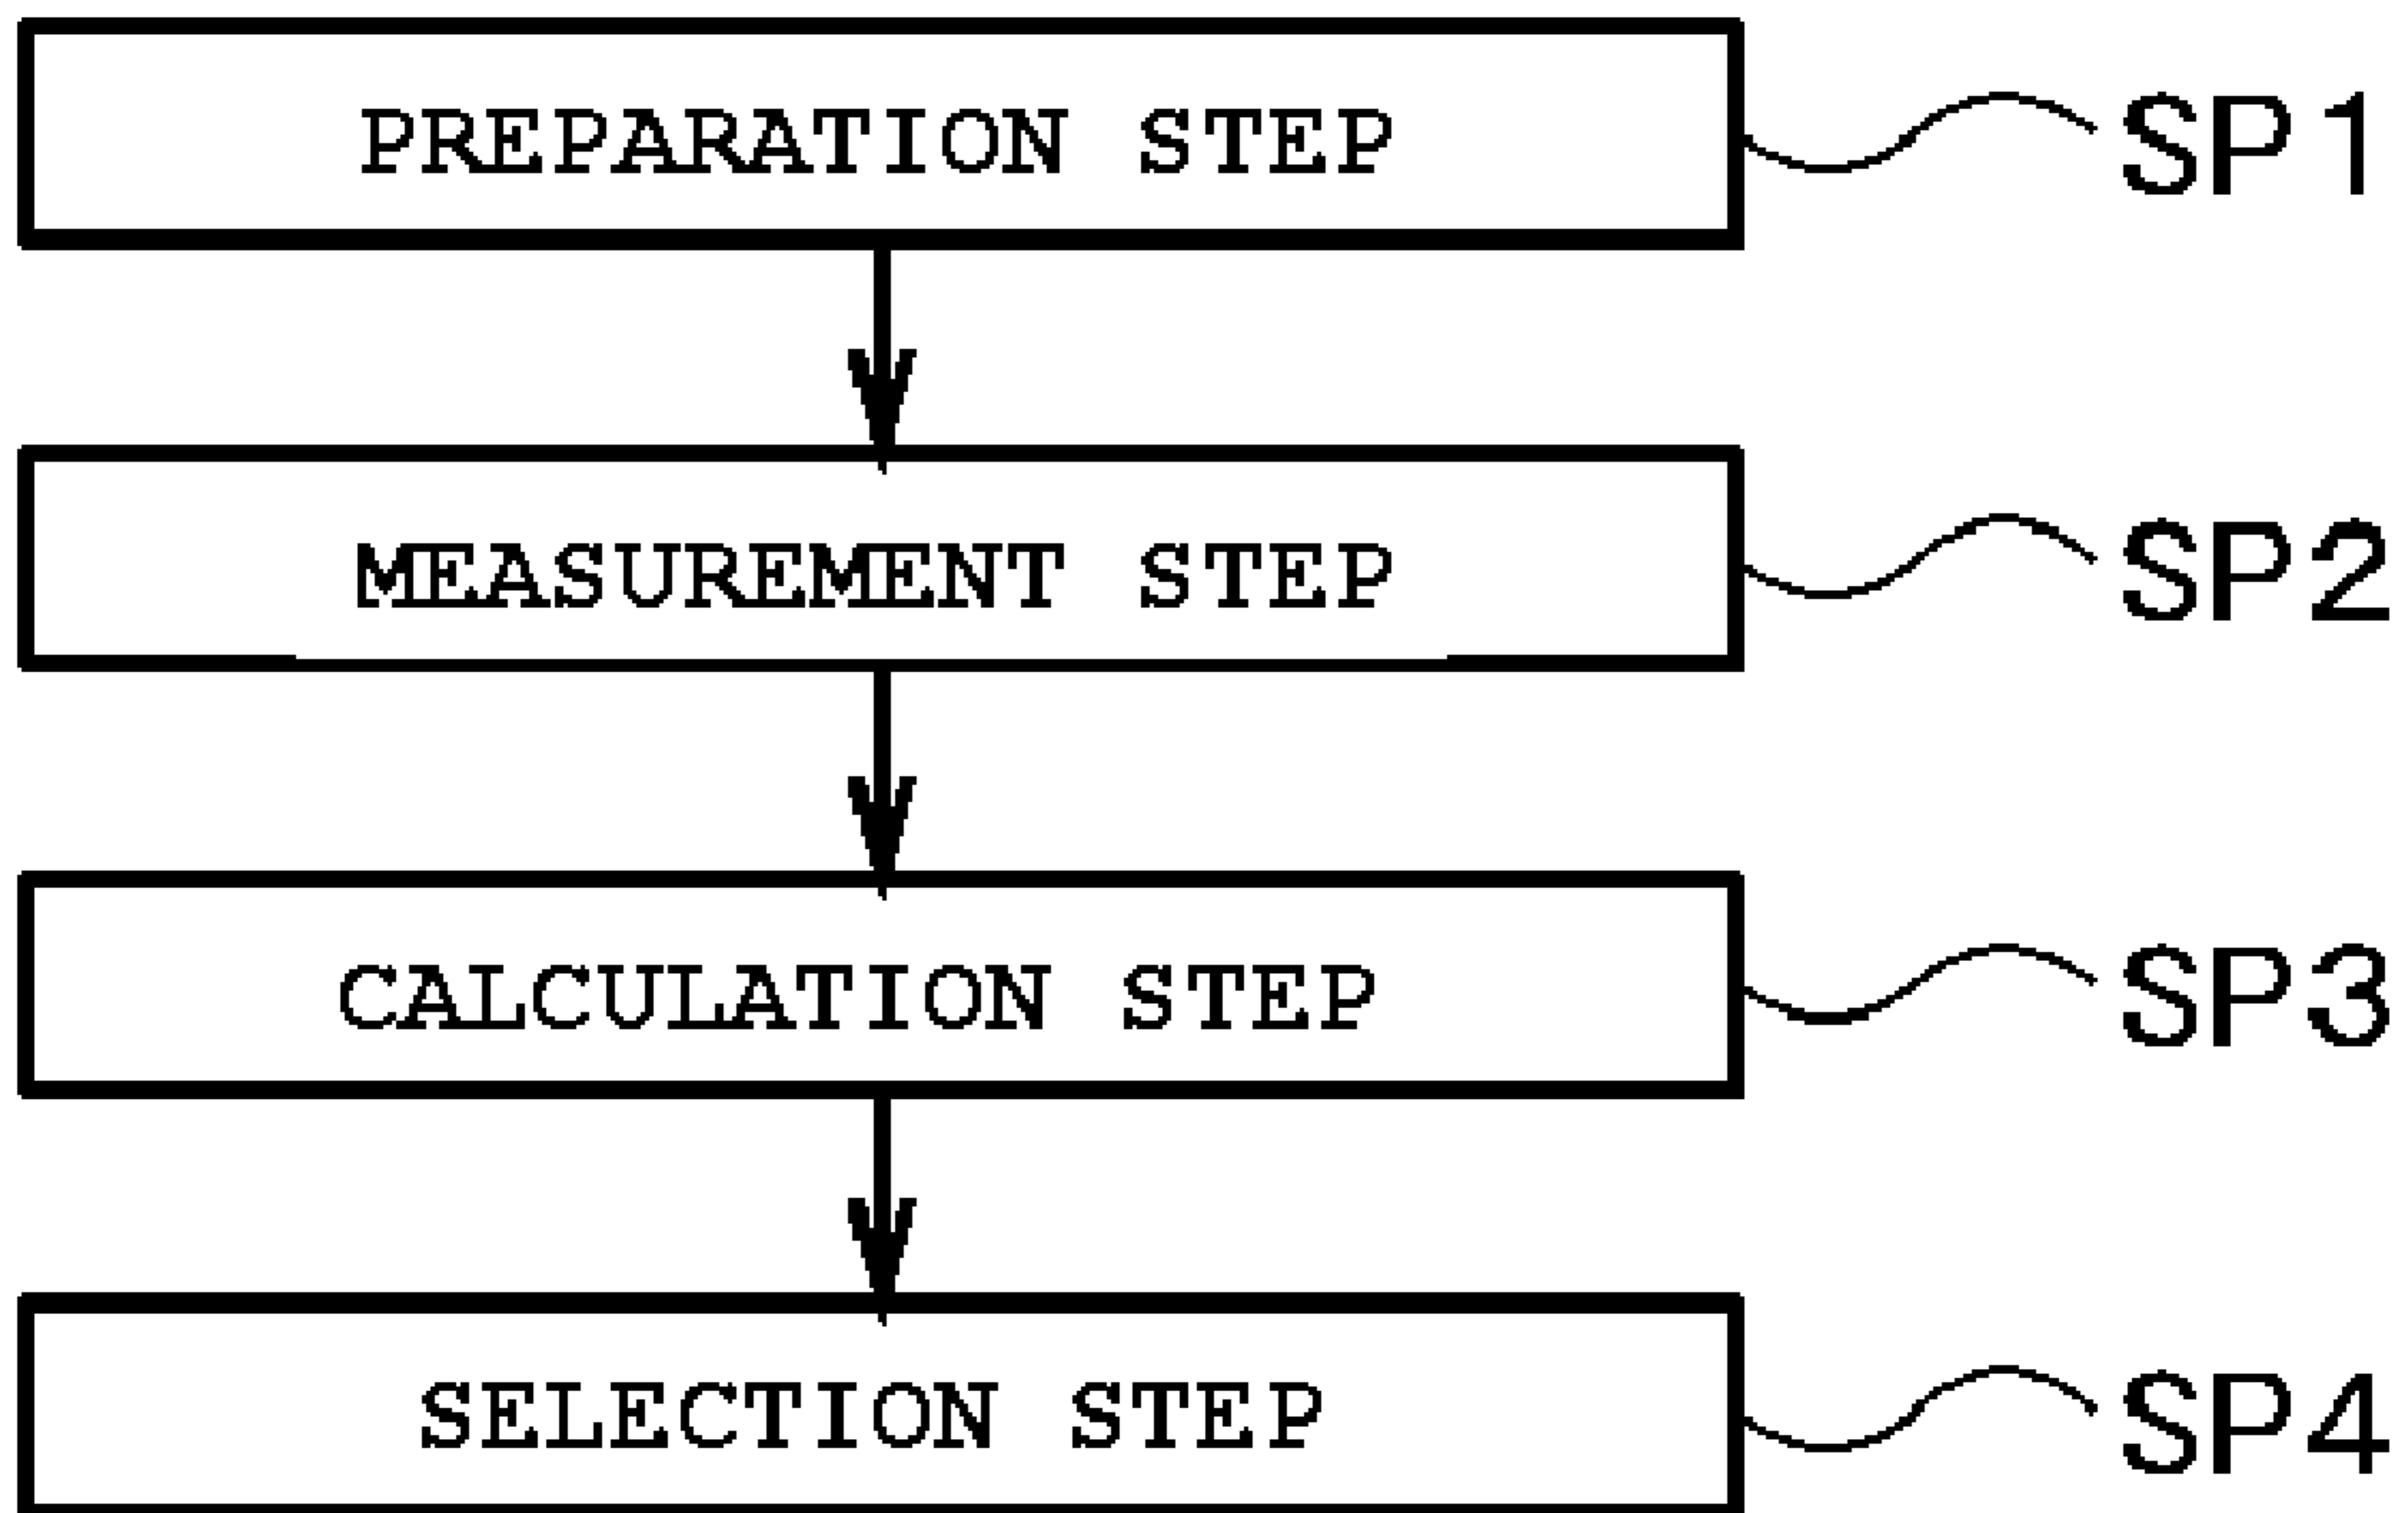 PREPARATION STEP SP1
MEASUREMENT STEP SP2
CALCULATION STEP SP3
SELECTION STEP SP4